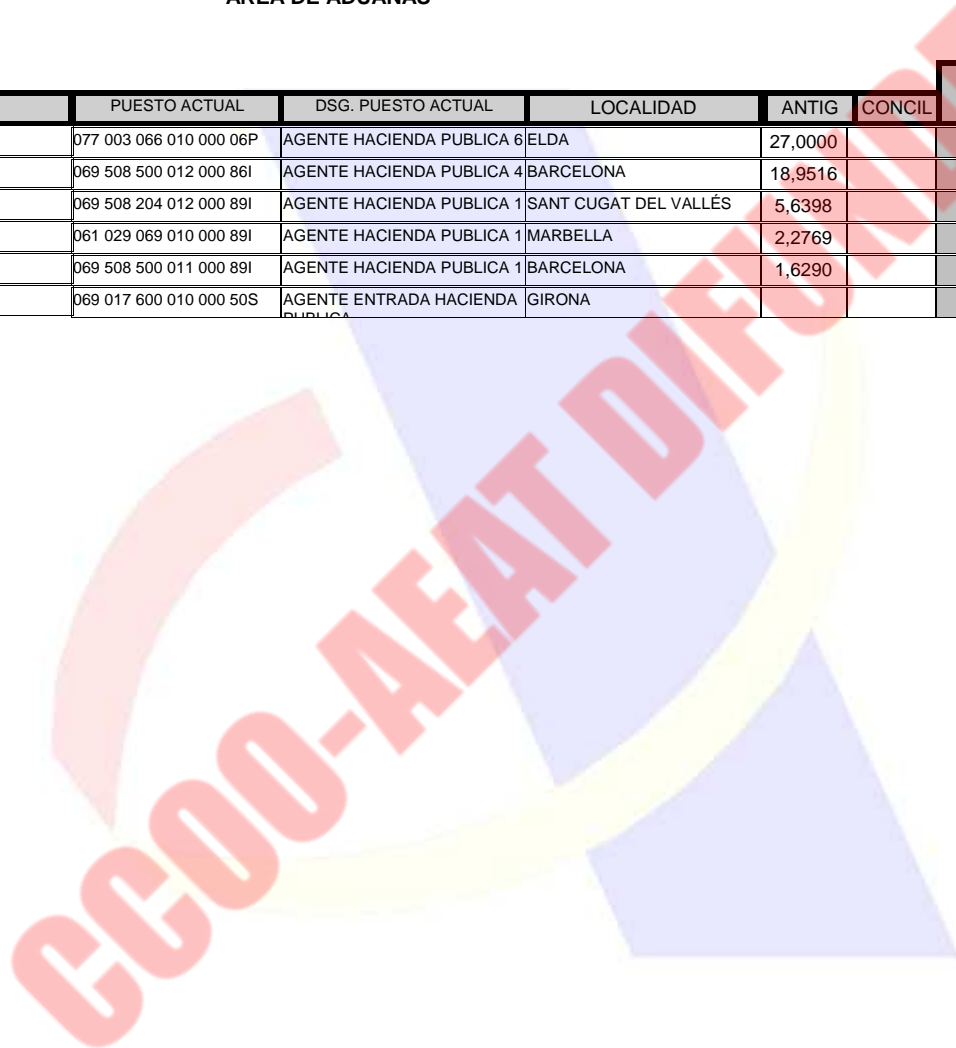 ÁREA DE ADUANAS
PUESTO ACTUAL DSG. PUESTO ACTUAL LOCALIDAD ANTIG CONCIL
077 003 066 010 000 06P AGENTE HACIENDA PUBLICA 6 ELDA 27,0000
069 508 500 012 000 86I AGENTE HACIENDA PUBLICA 4 BARCELONA 18,9516
069 508 204 012 000 89I AGENTE HACIENDA PUBLICA 1 SANT CUGAT DEL VALLÉS 5,6398
061 029 069 010 000 89I AGENTE HACIENDA PUBLICA 1 MARBELLA 2,2769
069 508 500 011 000 89I AGENTE HACIENDA PUBLICA 1 BARCELONA 1,6290
069 017 600 010 000 50S AGENTE ENTRADA HACIENDA GIRONA
PUBLICA
CCOO-AEAT DIFUND